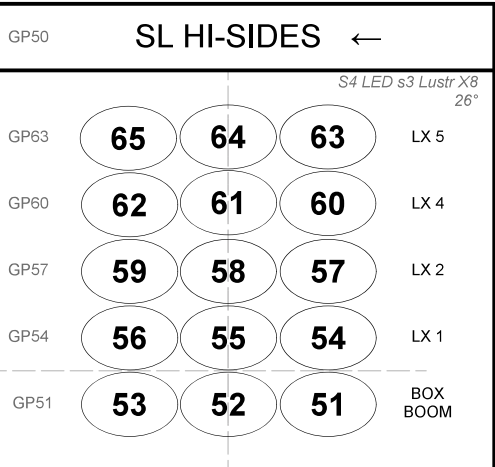 GP50 SL HI-SIDES ←
S4 LED s3 Lustr X8
26°
GP63 65 64 63 LX 5
GP60 62 61 60 LX 4
GP57 59 58 57 LX 2
GP54 56 55 54 LX 1
GP51 53 52 51 BOX
BOOM